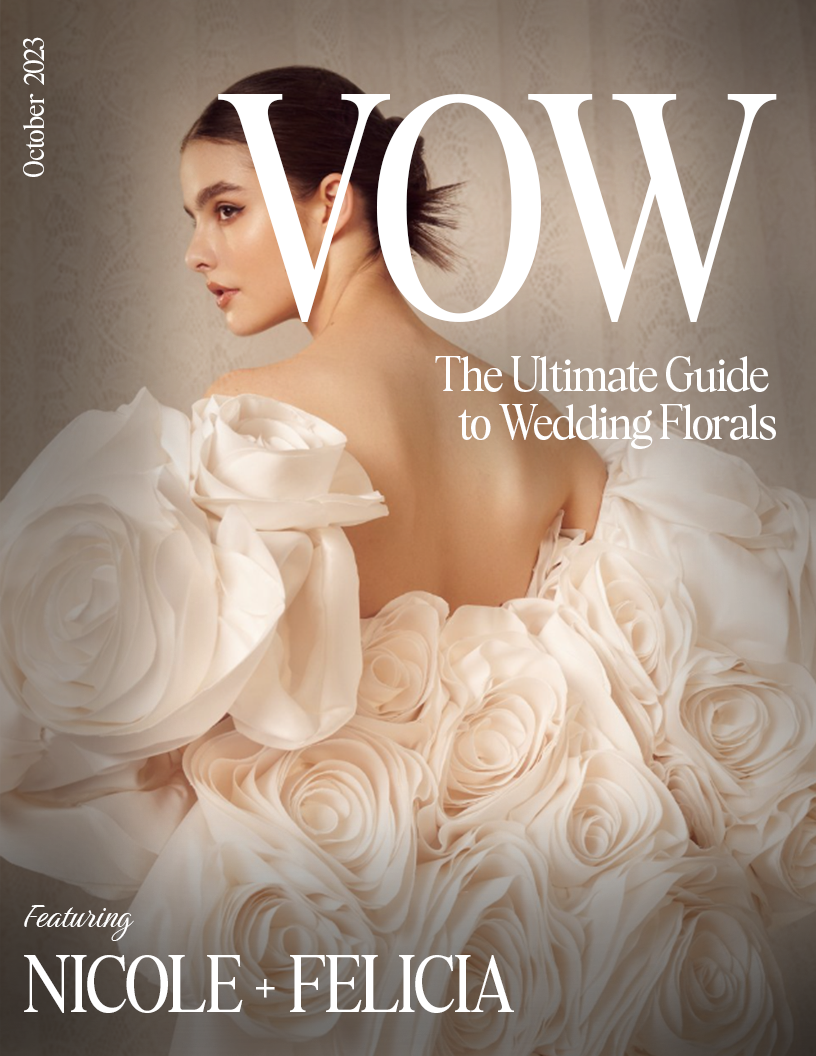 October 2023
VOW
The Ultimate Guide
to Wedding Florals
Featuring
NICOLE + FELICIA